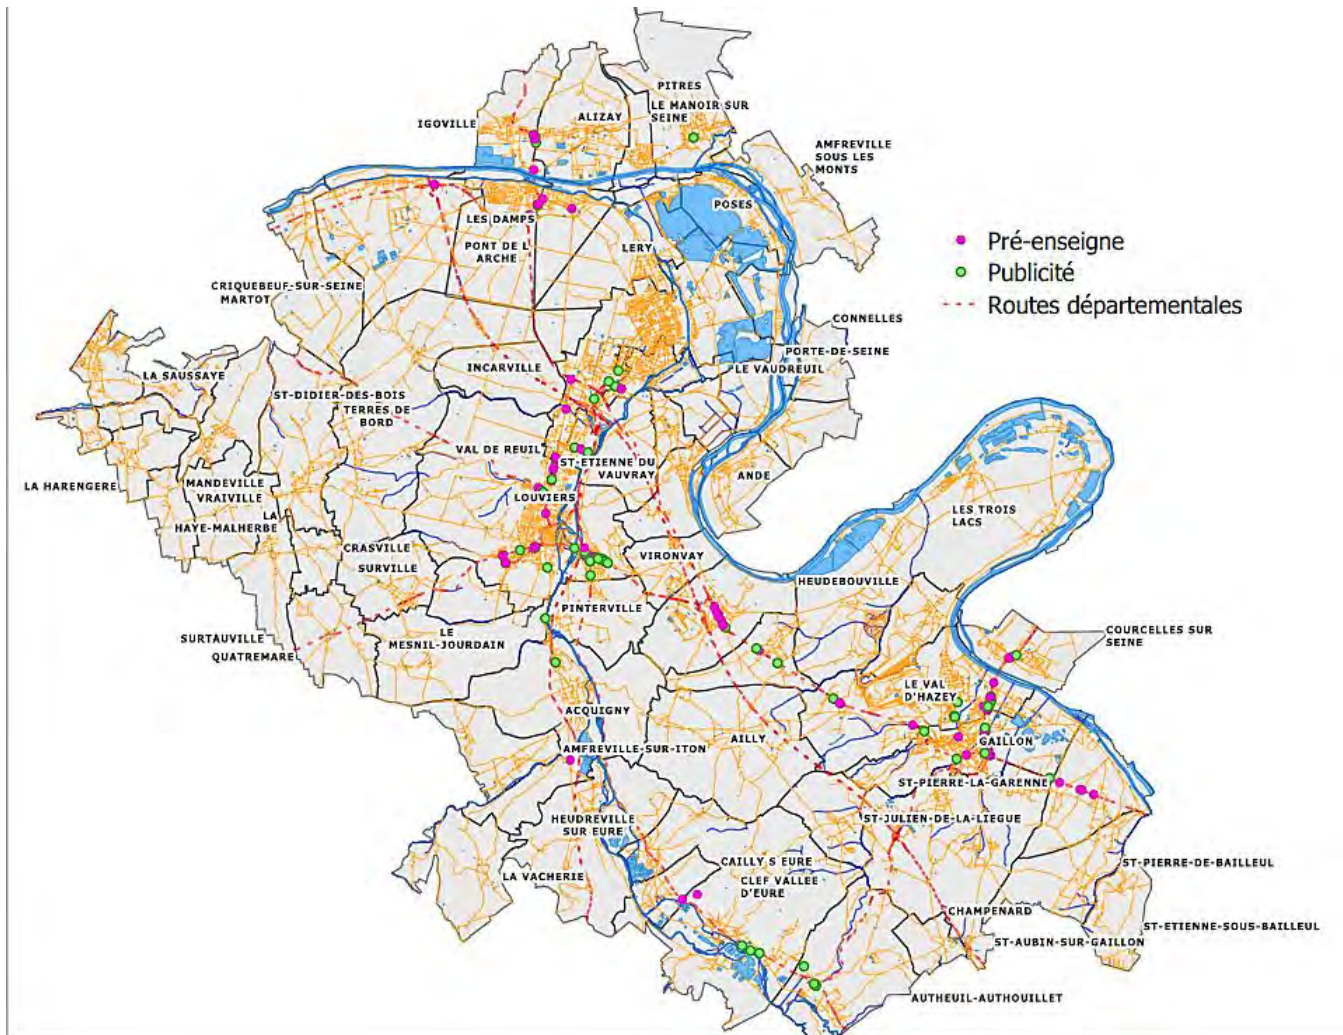 PITRES
LE MANOIR SUR
SEINE
ALIZAY
IGOVILLE
AMFREVILLE
SOUS LES
MONTS
POSES
LES DAMPS
LERY
PONT DE L
ARCHE
Pré-enseigne
Publicité
Routes départementales
CRIQUEBEUF-SUR-SEINE
MARTOT
CONNELLES
PORTE-DE-SEINE
LE VAUDREUIL
INCARVILLE
LA SAUSSAYE
ST-DIDIER-DES-BOIS
TERRES DE
BORD
VAL DE REUIL
ST-ETIENNE DU
VAUVRAY
ANDE
LA HARENGERE
MANDEVILLE
VRAIVILLE
LOUVIERS
LES TROIS
LACS
LA
HAYE-MALHERBE
CRASVILLE
SURVILLE
VIRONVAY
HEUDEBOUVILLE
PINTERVILLE
LE
MESNIL-JOURDAIN
SURTAUVILLE
QUATREMARE
COURCELLES SUR
SEINE
LE VAL
D'HAZEY
ACQUIGNY
AILLY
GAILLON
AMFREVILLE-SUR-ITON
ST-PIERRE-LA-GARENNE
HEUDREVILLE
SUR EURE
ST-JULIEN-DE-LA-LIEGUE
CAILLY S EURE
CLEF VALLEE
D'EURE
LA VACHERIE
ST-PIERRE-DE-BAILLEUL
CHAMPENARD
ST-ETIENNE-SOUS-BAILLEUL
ST-AUBIN-SUR-GAILLON
AUTHEUIL-AUTHOUILLET